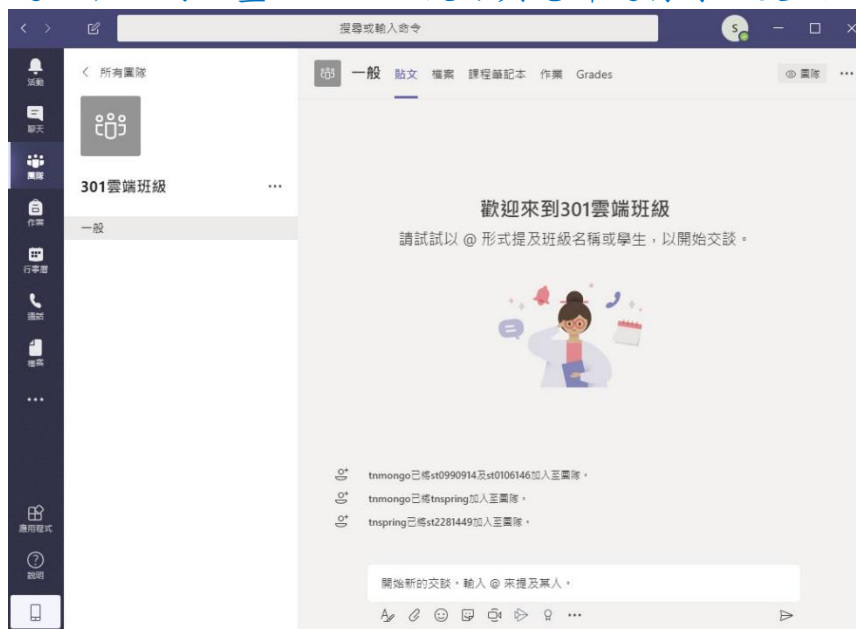 搜尋或輸入命令
S
活動
聊天
團隊
作業
行事曆
通話
檔案
應用程式
說明
所有團隊
301雲端班級
一般
一般 貼文 檔案 課程筆記本 作業 Grades
團隊
歡迎來到301雲端班級
請試試以 @ 形式提及班級名稱或學生，以開始交談。
tnmongo已將st0990914及st0106146加入至團隊。
tnmongo已將tnspring加入至團隊。
tnspring已將st2281449加入至團隊。
開始新的交談。輸入 @ 來提及某人。